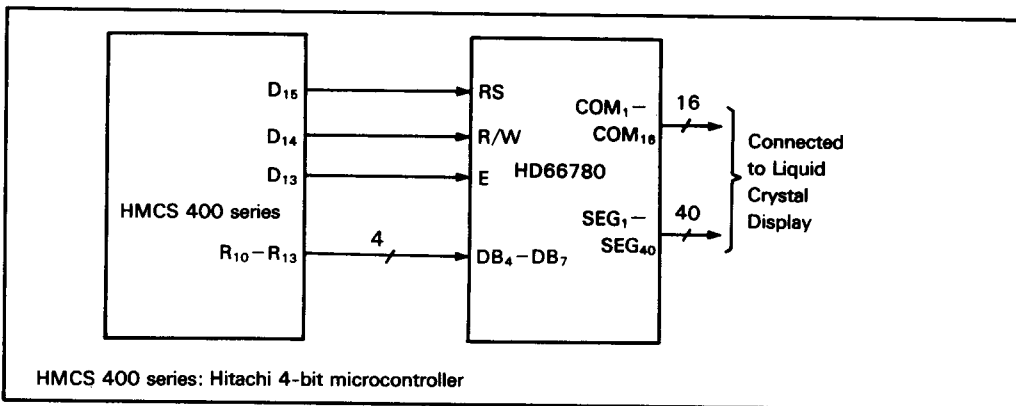 D₁₅
D₁₄
D₁₃
HMCS 400 series
R₁₀–R₁₃
4
RS
R/W
E
HD66780
DB₄–DB₇
COM₁–
COM₁₆
16
SEG₁–
SEG₄₀
40
Connected
to Liquid
Crystal
Display
HMCS 400 series: Hitachi 4-bit microcontroller